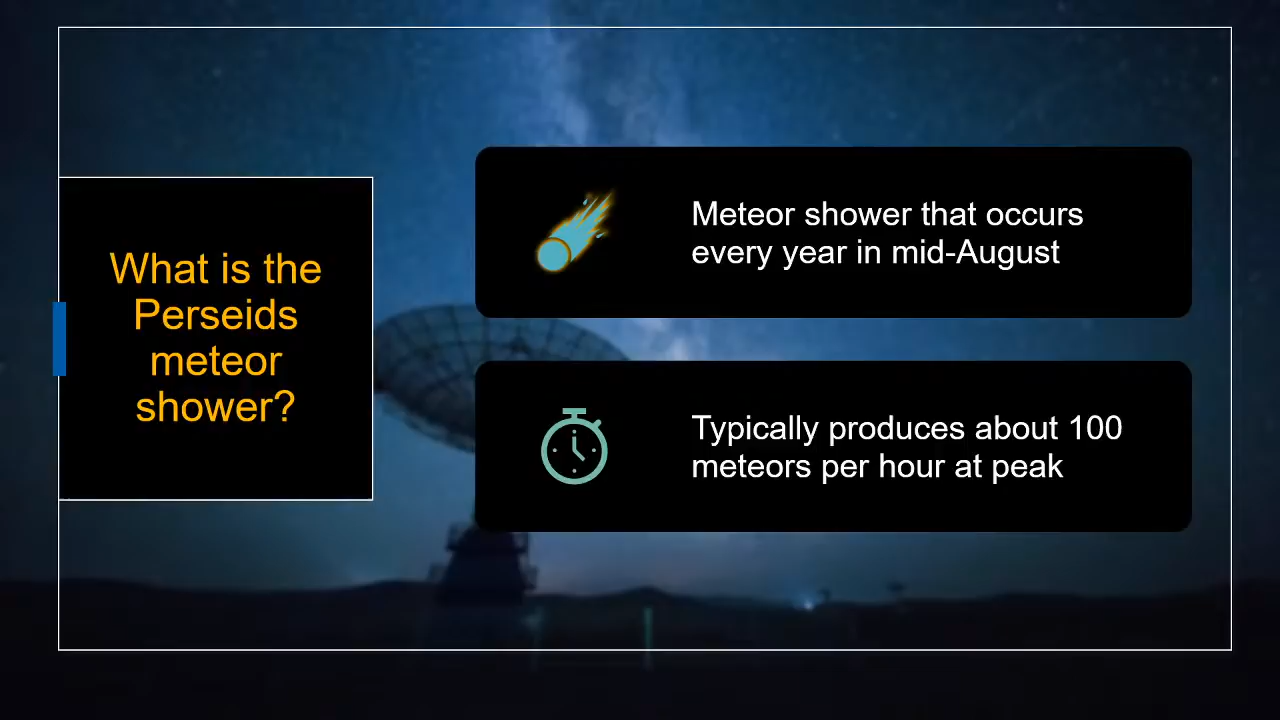 What is the
Perseids
meteor
shower?
Meteor shower that occurs
every year in mid-August
Typically produces about 100
meteors per hour at peak